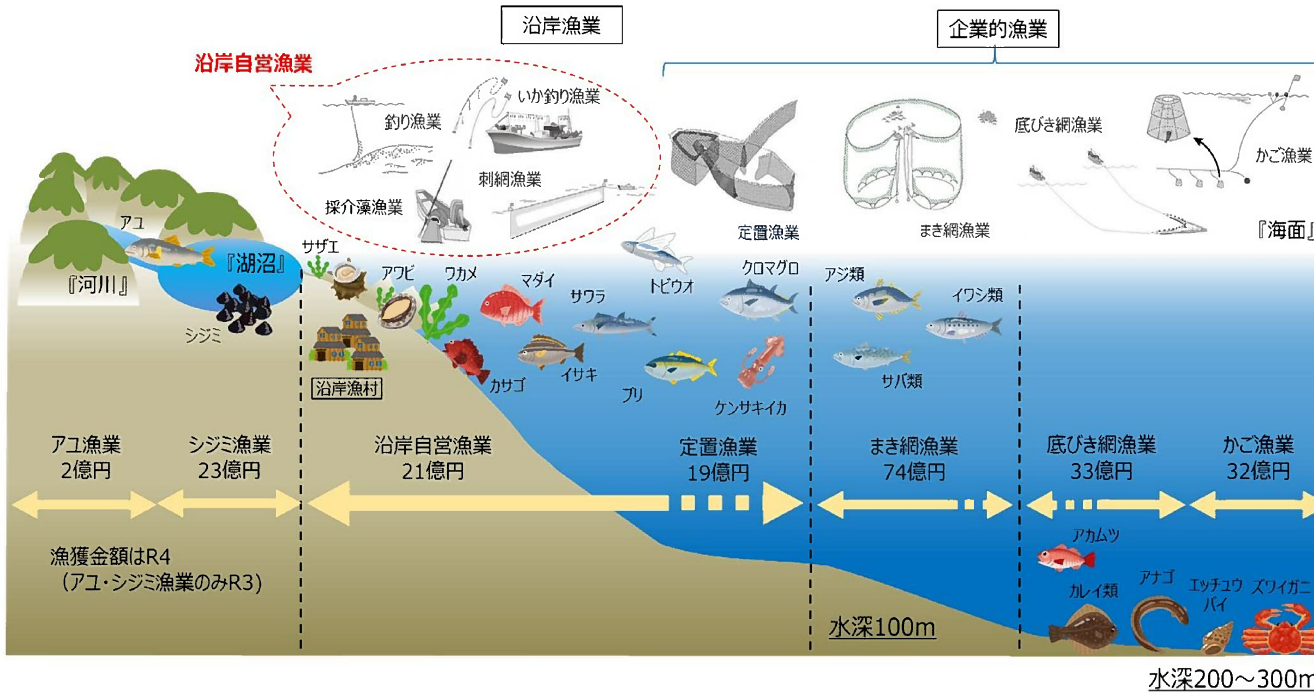 沿岸漁業
企業的漁業
沿岸自営漁業
釣り漁業
いか釣り漁業
刺網漁業
採介藻漁業
定置漁業
まき網漁業
底びき網漁業
かご漁業
『海面』
アユ
『河川』
『湖沼』
シジミ
サザエ
アワビ
ワカメ
マダイ
サワラ
トビウオ
クロマグロ
アジ類
イワシ類
沿岸漁村
カサゴ
イサキ
ブリ
ケンサキイカ
サバ類
アユ漁業
2億円
シジミ漁業
23億円
沿岸自営漁業
21億円
定置漁業
19億円
まき網漁業
74億円
底びき網漁業
33億円
かご漁業
32億円
漁獲金額はR4
（アユ・シジミ漁業のみR3)
アカムツ
カレイ類
アナゴ
エッチュウ
バイ
ズワイガニ
水深100m
水深200～300m